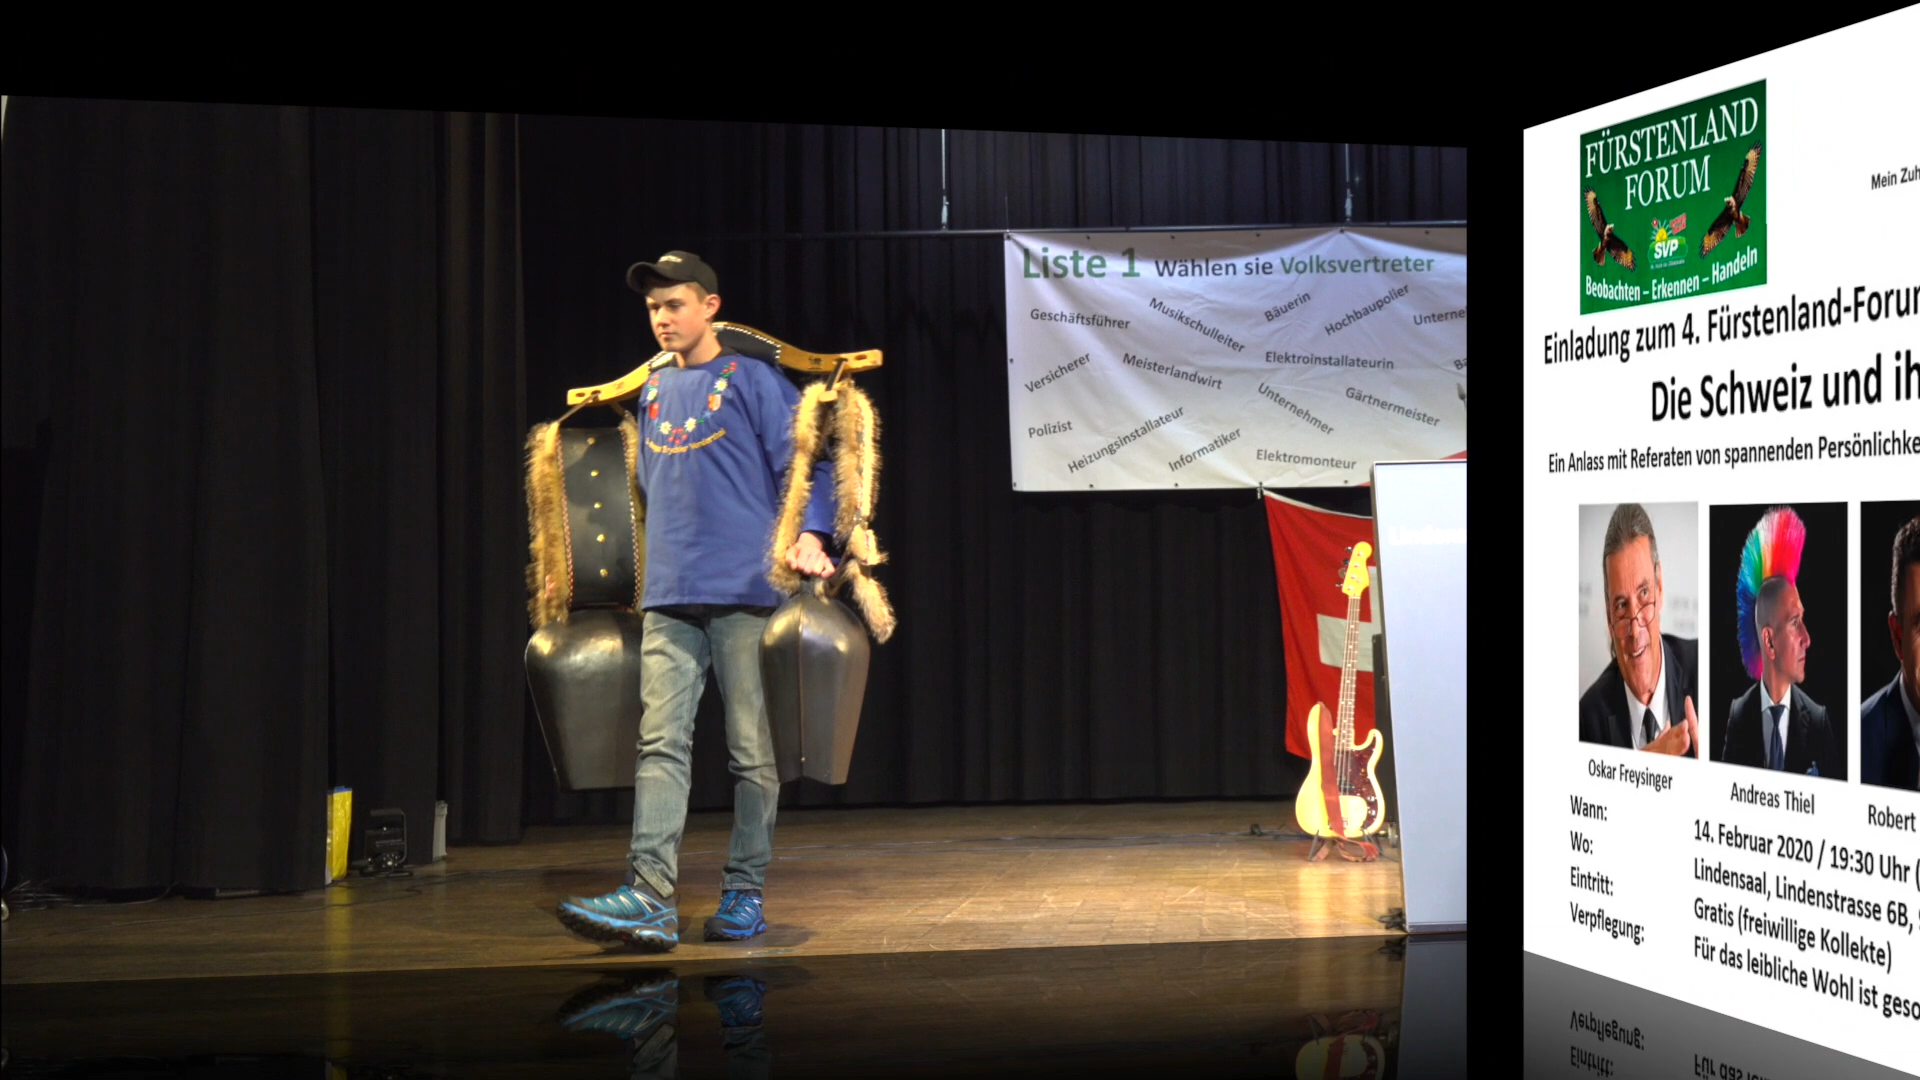 Liste 1 Wählen sie Volksvertreter
Geschäftsführer
Musikschulleiter
Bäuerin
Hochbaupolier
Unterne
Versicherer
Meisterlandwirt
Elektroinstallateurin
Unternehmer
Gärtnermeister
Polizist
Heizungsinstallateur
Informatiker
Elektromonteur
FÜRSTENLAND
FORUM
SVP
Beobachten – Erkennen – Handeln
Mein Zuh
Einladung zum 4. Fürstenland-Forum
Die Schweiz und ih
Ein Anlass mit Referaten von spannenden Persönlichke
Oskar Freysinger
Andreas Thiel
Robert
Wann: 14. Februar 2020 / 19:30 Uhr (
Wo: Lindensaal, Lindenstrasse 6B,
Eintritt: Gratis (freiwillige Kollekte)
Verpflegung: Für das leibliche Wohl ist geso